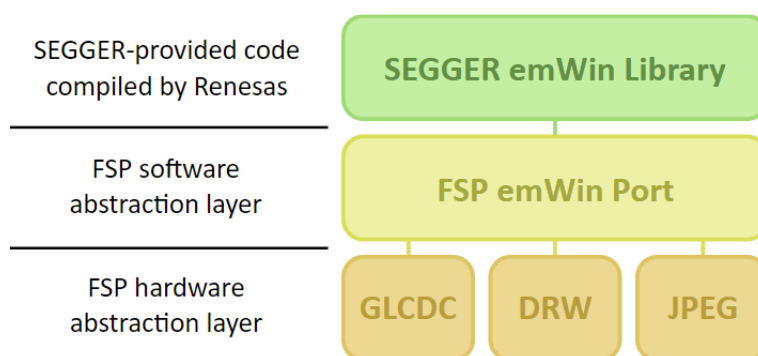 SEGGER-provided code
compiled by Renesas
SEGGER emWin Library
FSP software
abstraction layer
FSP emWin Port
FSP hardware
abstraction layer
GLCDC
DRW
JPEG